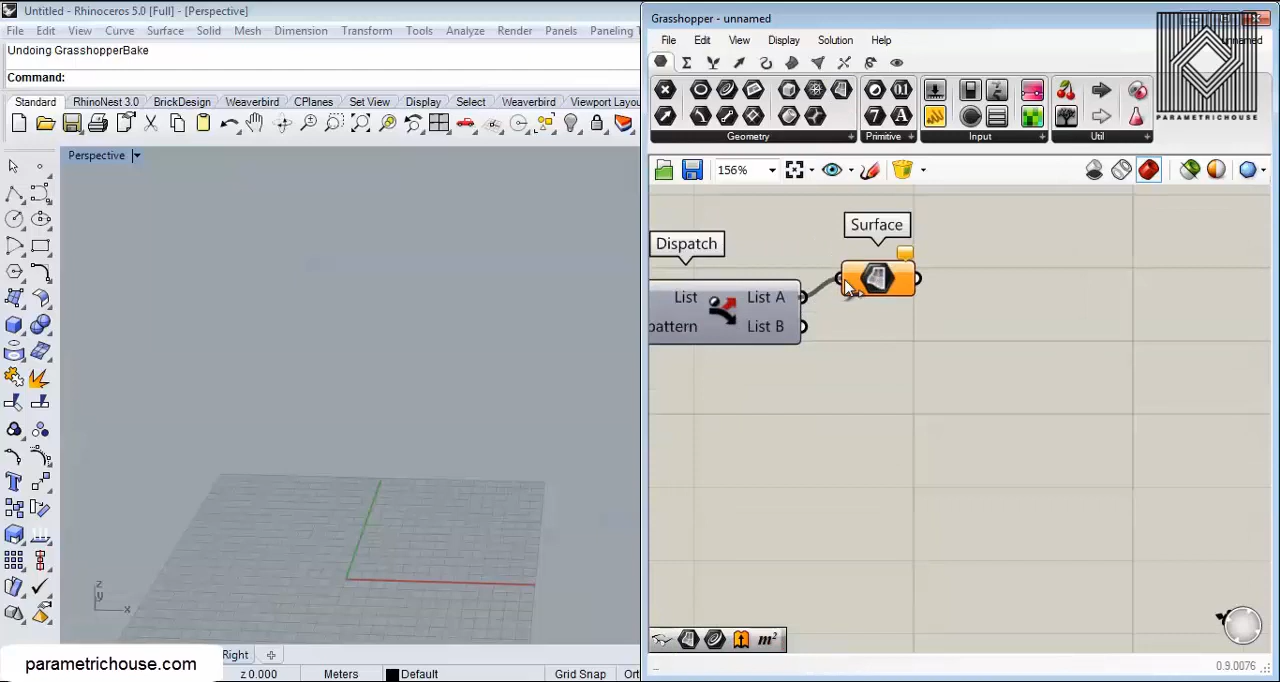 Untitled - Rhinoceros 5.0 [Full] - [Perspective]
File Edit View Curve Surface Solid Mesh Dimension Transform Tools Analyze Render Panels Paneling
Undoing GrasshopperBake
Command:
Standard RhinoNest 3.0 BrickDesign Weaverbird CPlanes Set View Display Select Weaverbird Viewport Layou
Perspective
z
y
x
Right
z 0.000 Meters Default Grid Snap Ort
parametrichouse.com
Grasshopper - unnamed
File Edit View Display Solution Help
unnamed
PARAMETRICHOUSE
Geometry Primitive Input Util
156%
Surface
Dispatch
List List A
pattern List B
m²
0.9.0076